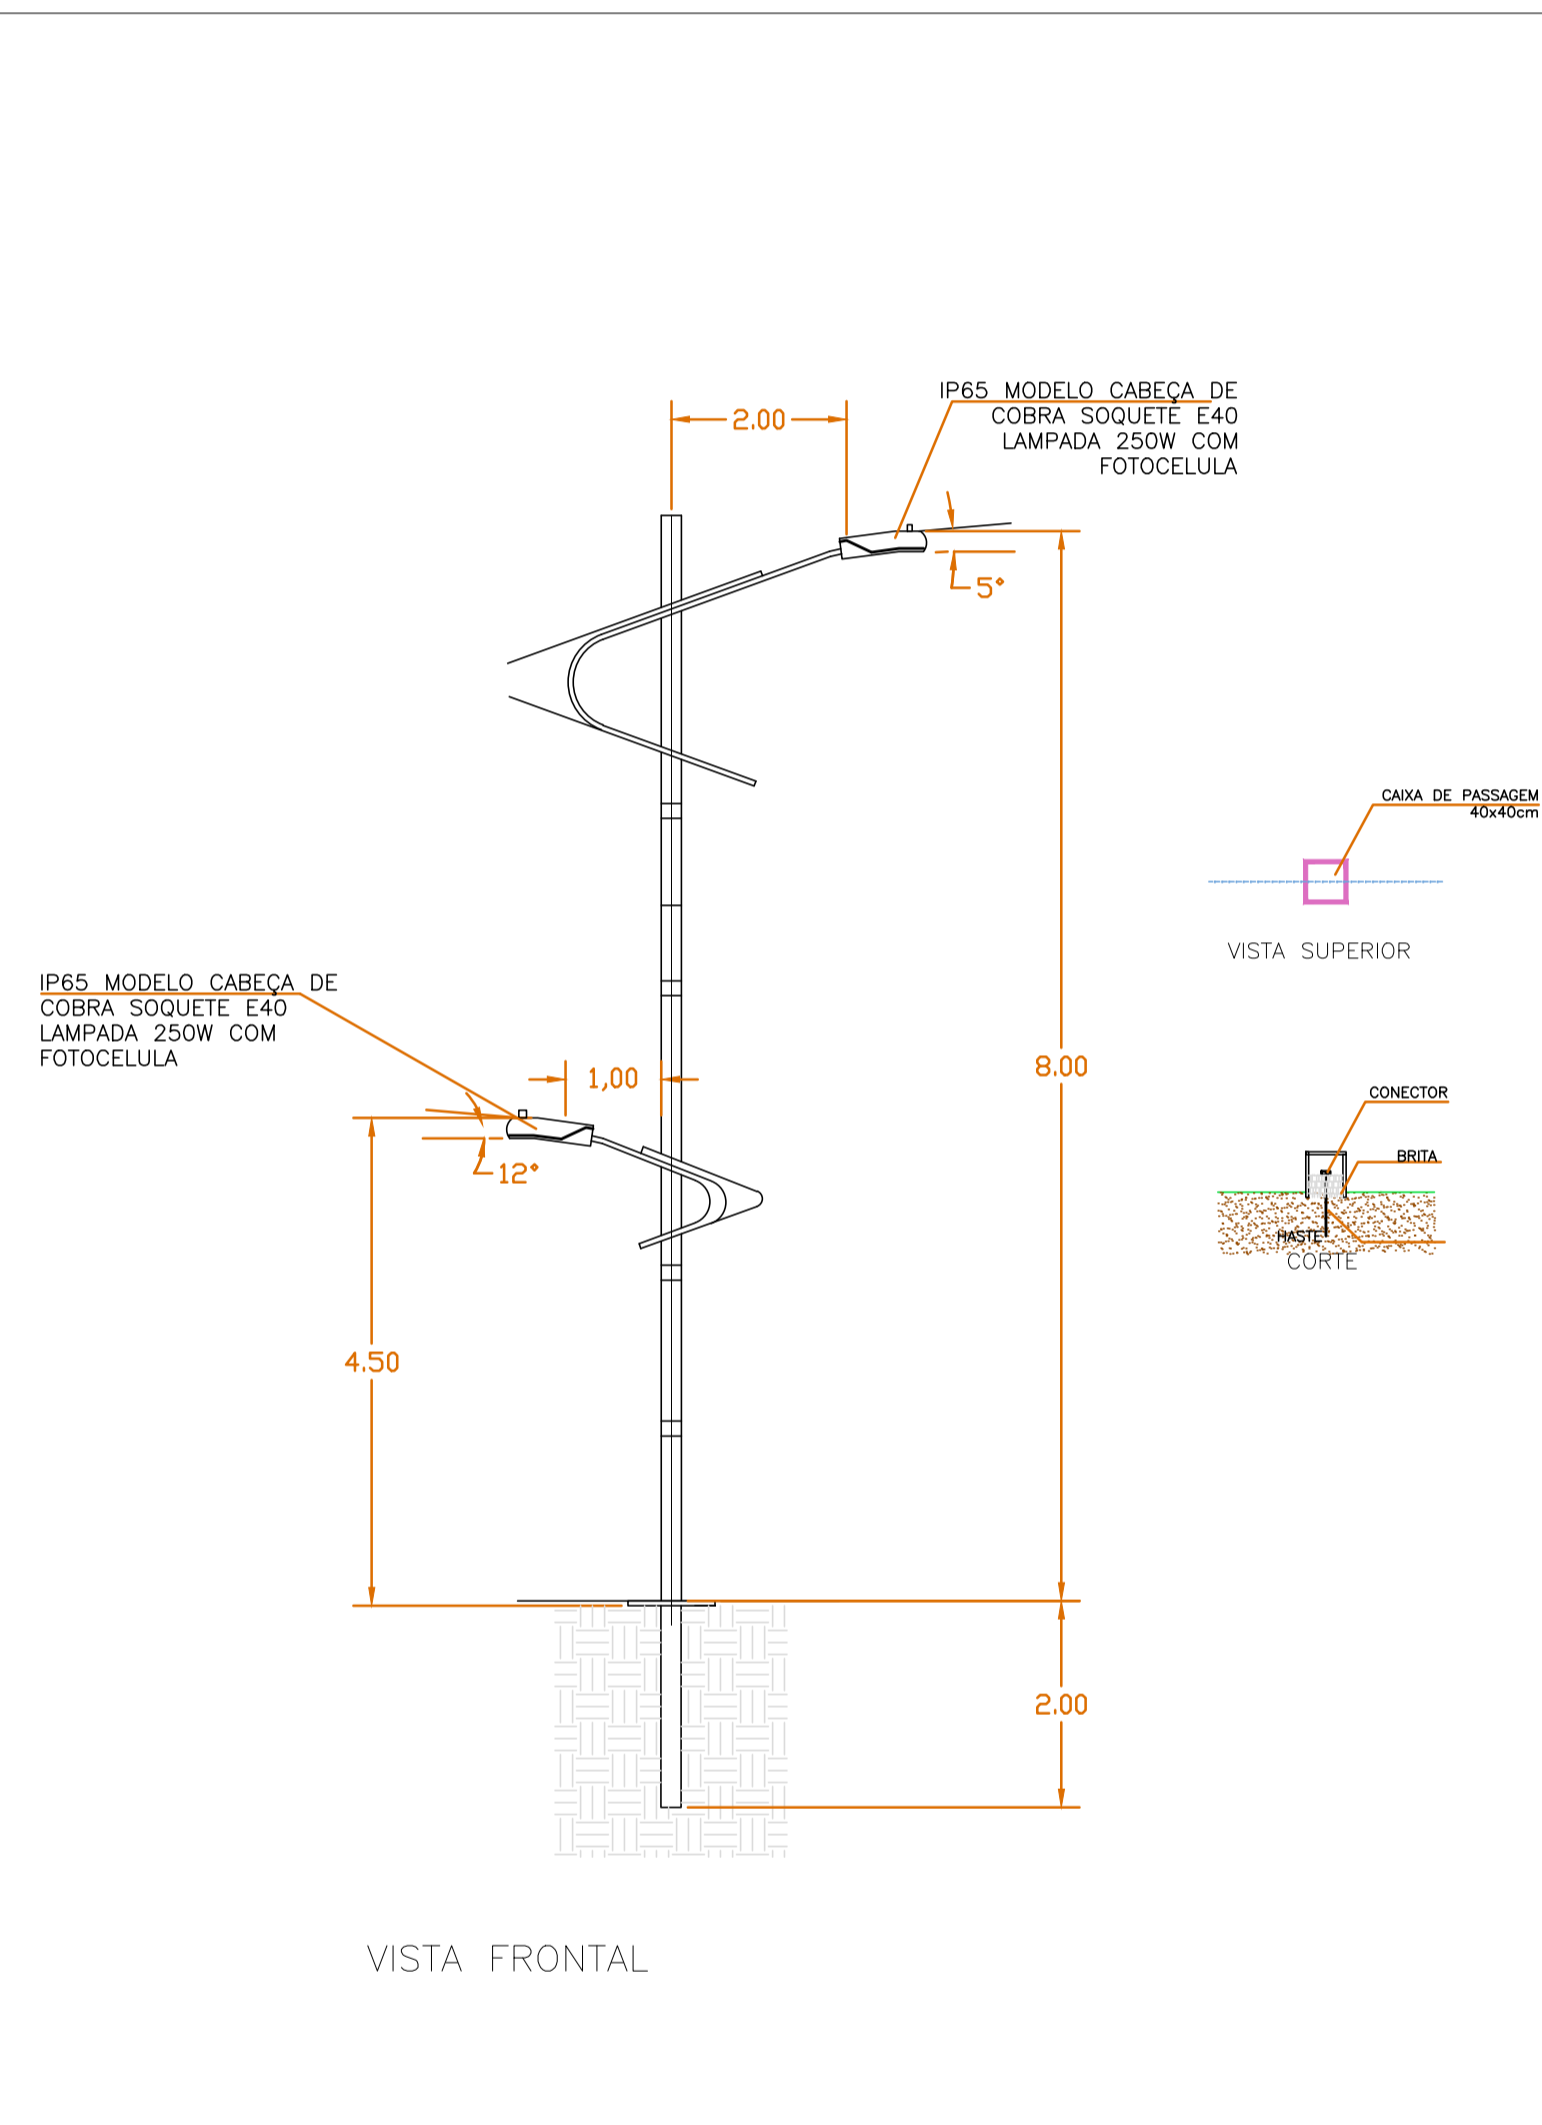 2.00
IP65 MODELO CABEÇA DE
COBRA SOQUETE E40
LAMPADA 250W COM
FOTOCELULA
5°
CAIXA DE PASSAGEM
40x40cm
VISTA SUPERIOR
IP65 MODELO CABEÇA DE
COBRA SOQUETE E40
LAMPADA 250W COM
FOTOCELULA
1,00
8.00
12°
CONECTOR
BRITA
HASTE
CORTE
4.50
2.00
VISTA FRONTAL